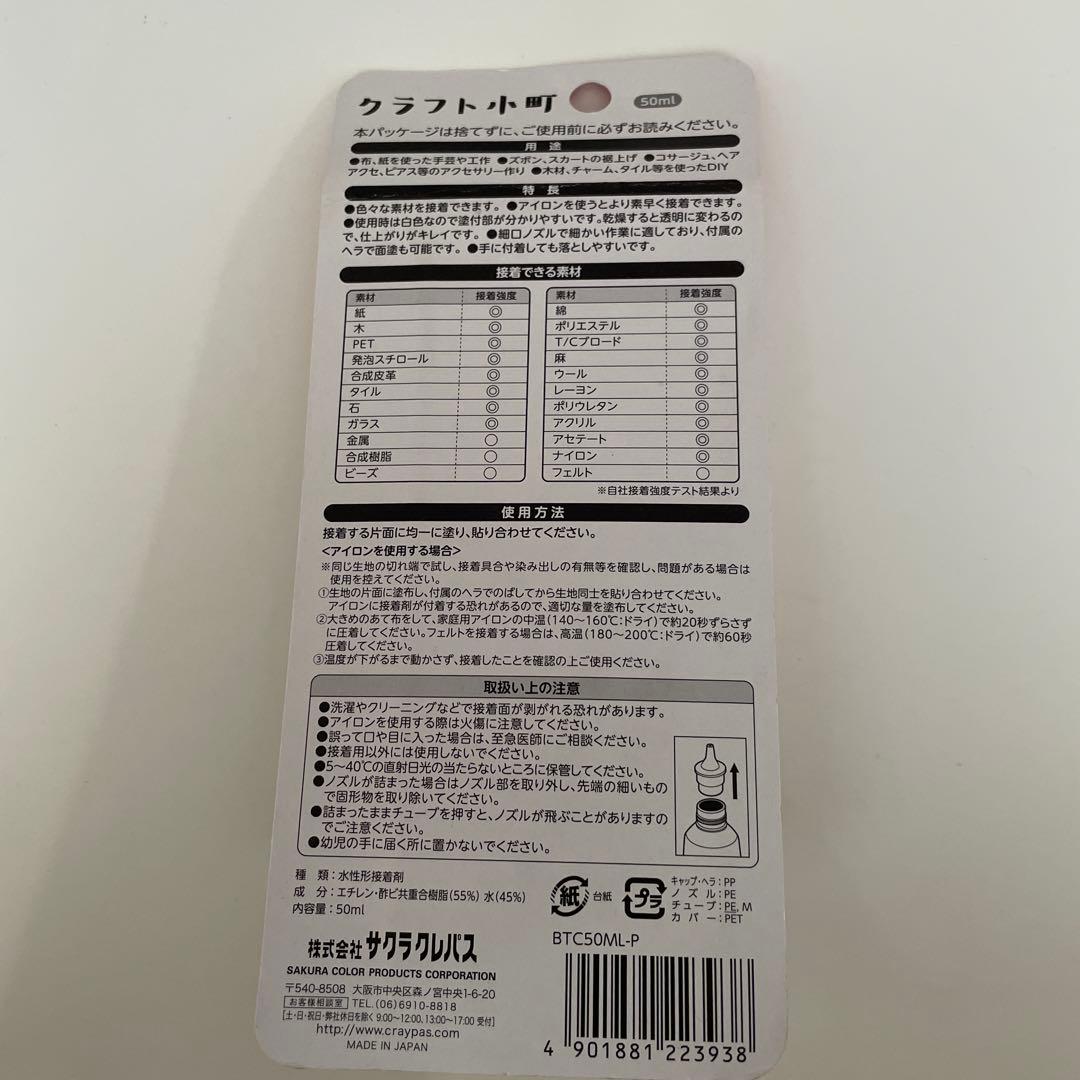 クラフト小町 50ml
本パッケージは捨てずに、ご使用前に必ずお読みください。
用途
●布、紙を使った手芸や工作 ●ズボン、スカートの裾上げ ●コサージュ、ヘア
アクセ、ピアス等のアクセサリー作り ●木材、チャーム、タイル等を使ったDIY
特長
●色々な素材を接着できます。 ●アイロンを使うとより素早く接着できます。
●使用時は白色なので塗付部が分かりやすいです。乾燥すると透明に変わるの
で、仕上がりがキレイです。 ●細口ノズルで細かい作業に適しており、付属の
ヘラで面塗も可能です。 ●手に付着しても落としやすいです。
接着できる素材
素材 接着強度
紙 ◎
木 ◎
PET ◎
発泡スチロール ◎
合成皮革 ◎
タイル ◎
石 ◎
ガラス ◎
金属 ○
合成樹脂 ○
ビーズ ○
素材 接着強度
綿 ◎
ポリエステル ◎
T/Cブロード ◎
麻 ◎
ウール ◎
レーヨン ◎
ポリウレタン ◎
アクリル ◎
アセテート ◎
ナイロン ◎
フェルト ○
※自社接着強度テスト結果より
使用方法
接着する片面に均一に塗り、貼り合わせてください。
<アイロンを使用する場合>
※同じ生地の切れ端で試し、接着具合や染み出しの有無等を確認し、問題がある場合は
使用を控えてください。
①生地の片面に塗布し、付属のヘラでのばしてから生地同士を貼り合わせてください。
アイロンに接着剤が付着する恐れがあるので、適切な量を塗布してください。
②大きめのあて布をして、家庭用アイロンの中温(140〜160℃:ドライ)で約20秒ずらさず
に圧着してください。フェルトを接着する場合は、高温(180〜200℃:ドライ)で約60秒
圧着してください。
③温度が下がるまで動かさず、接着したことを確認の上ご使用ください。
取扱い上の注意
●洗濯やクリーニングなどで接着面が剥がれる恐れがあります。
●アイロンを使用する際は火傷に注意してください。
●誤って口や目に入った場合は、至急医師にご相談ください。
●接着用以外には使用しないでください。
●5〜40℃の直射日光の当たらないところに保管してください。
●ノズルが詰まった場合はノズル部を取り外し、先端の細いもの
で固形物を取り除いてください。
●詰まったままチューブを押すと、ノズルが飛ぶことがありますの
でご注意ください。
●幼児の手に届く所に置かないでください。
種 類:水性形接着剤
成 分:エチレン・酢ビ共重合樹脂(55%) 水(45%)
内容量:50ml
紙 台紙
プラ
キャップ・ヘラ:PP
ノズル:PE
チューブ:PE, M
カバー:PET
株式会社サクラクレパス
SAKURA COLOR PRODUCTS CORPORATION
〒540-8508 大阪市中央区森ノ宮中央1-6-20
お客様相談室 TEL.(06)6910-8818
[土・日・祝日・弊社休日を除く 9:00〜12:00、13:00〜17:00 受付]
http://www.craypas.com
MADE IN JAPAN
BTC50ML-P
4 901881 223938